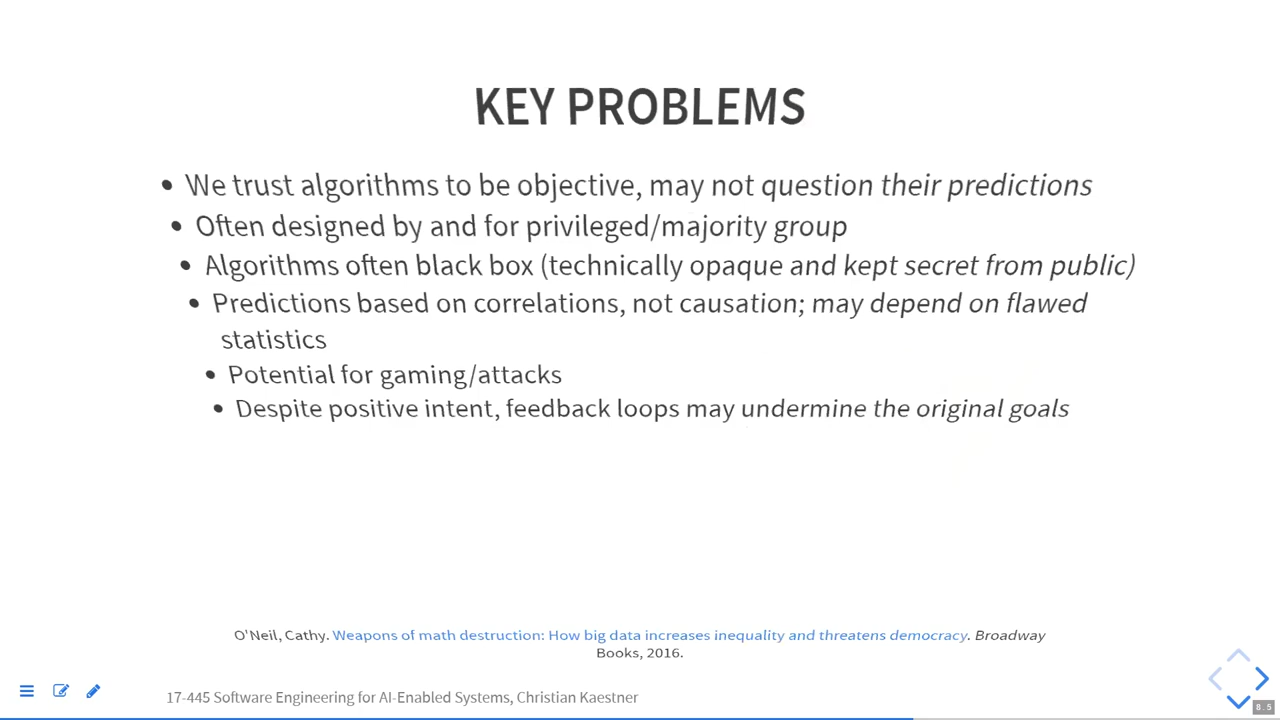 KEY PROBLEMS
• We trust algorithms to be objective, may not question their predictions
• Often designed by and for privileged/majority group
• Algorithms often black box (technically opaque and kept secret from public)
• Predictions based on correlations, not causation; may depend on flawed
statistics
• Potential for gaming/attacks
• Despite positive intent, feedback loops may undermine the original goals
O'Neil, Cathy. Weapons of math destruction: How big data increases inequality and threatens democracy. Broadway
Books, 2016.
17-445 Software Engineering for AI-Enabled Systems, Christian Kaestner
8.5